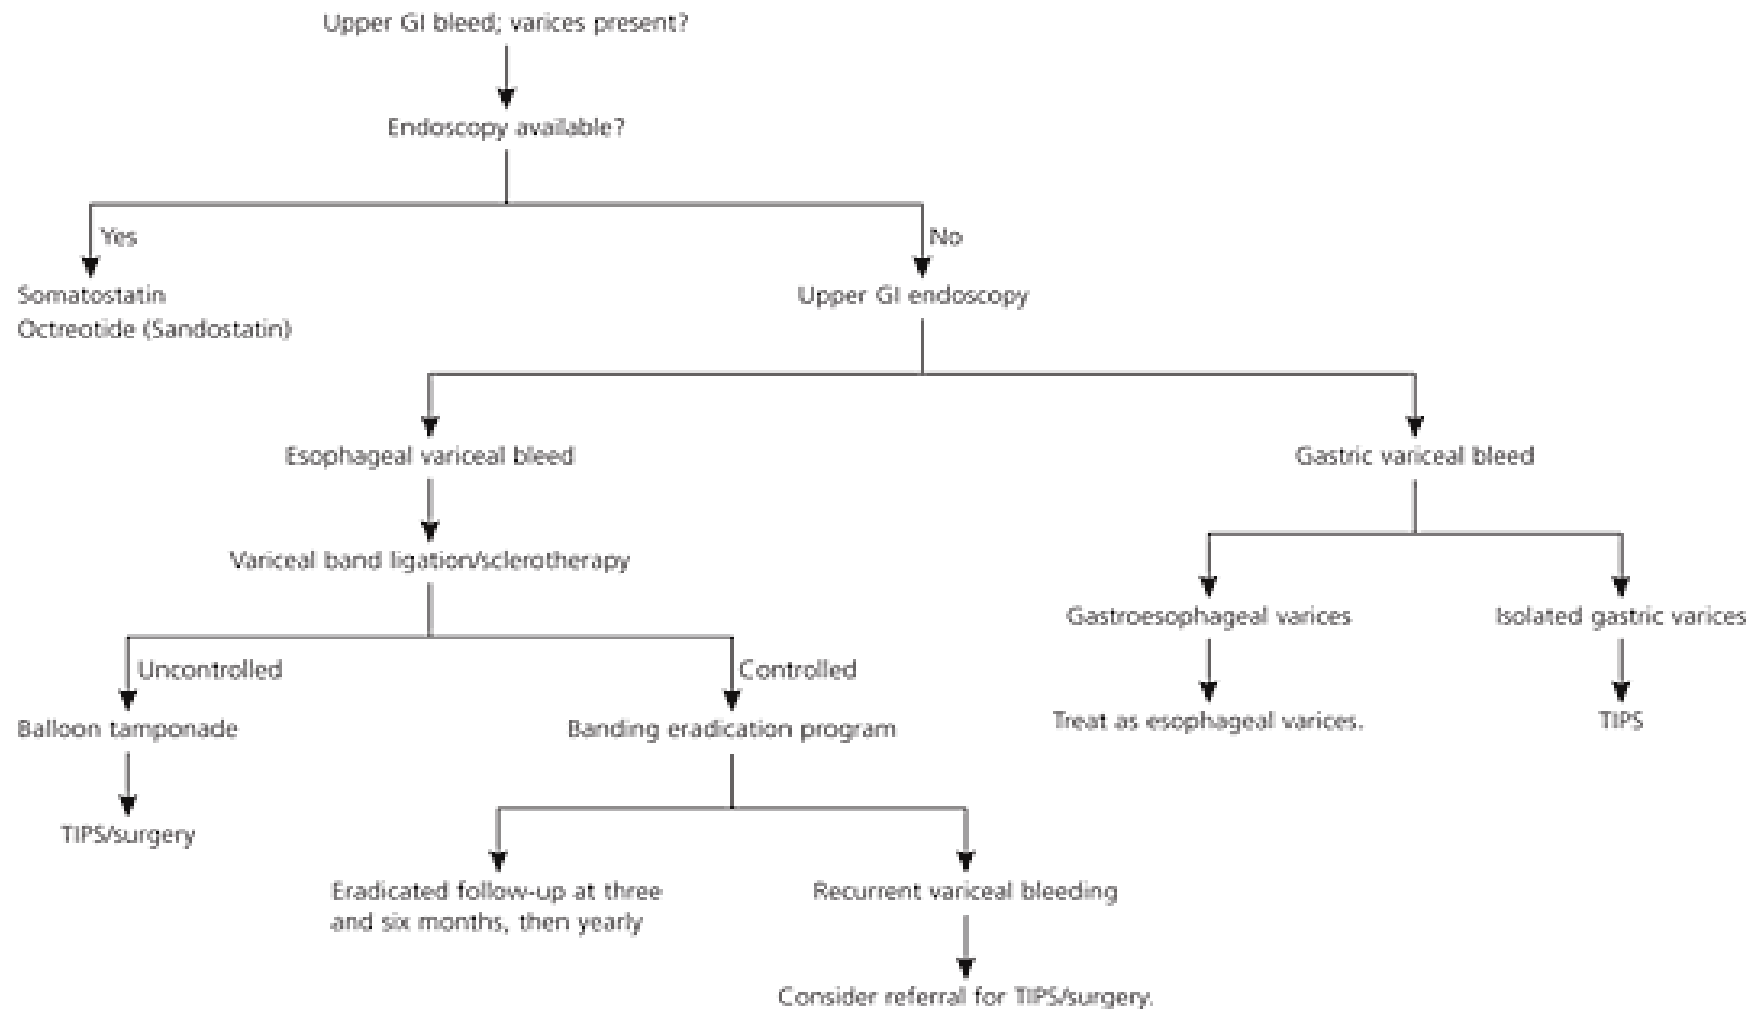 Upper GI bleed; varices present?
Endoscopy available?
Yes
No
Somatostatin
Octreotide (Sandostatin)
Upper GI endoscopy
Esophageal variceal bleed
Gastric variceal bleed
Variceal band ligation/sclerotherapy
Gastroesophageal varices
Isolated gastric varices
Uncontrolled
Controlled
Balloon tamponade
Banding eradication program
Treat as esophageal varices.
TIPS
TIPS/surgery
Eradicated follow-up at three
and six months, then yearly
Recurrent variceal bleeding
Consider referral for TIPS/surgery.